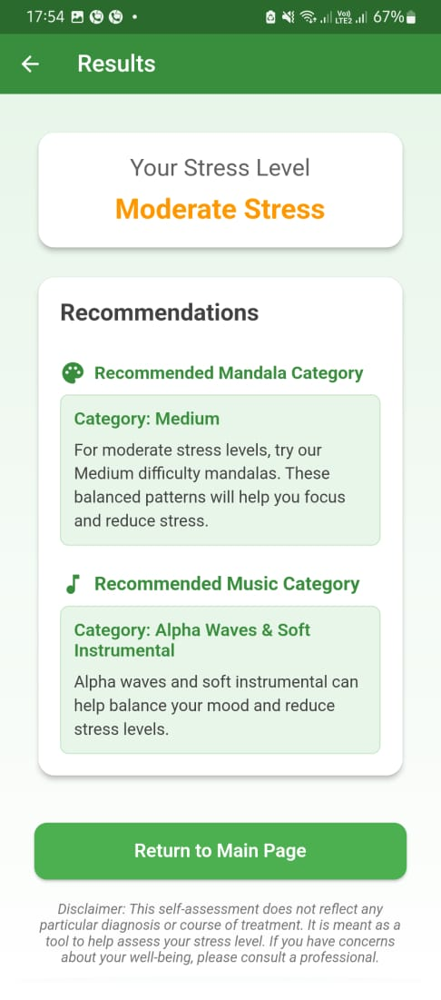 17:54
Vo))
LTE2
67%
Results
Your Stress Level
Moderate Stress
Recommendations
Recommended Mandala Category
Category: Medium
For moderate stress levels, try our
Medium difficulty mandalas. These
balanced patterns will help you focus
and reduce stress.
Recommended Music Category
Category: Alpha Waves & Soft
Instrumental
Alpha waves and soft instrumental can
help balance your mood and reduce
stress levels.
Return to Main Page
Disclaimer: This self-assessment does not reflect any
particular diagnosis or course of treatment. It is meant as a
tool to help assess your stress level. If you have concerns
about your well-being, please consult a professional.